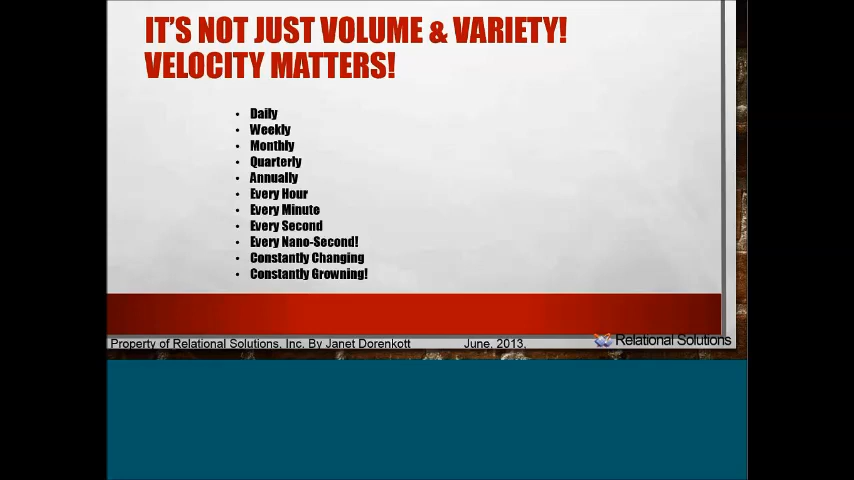 IT'S NOT JUST VOLUME & VARIETY!
VELOCITY MATTERS!
• Daily
• Weekly
• Monthly
• Quarterly
• Annually
• Every Hour
• Every Minute
• Every Second
• Every Nano-Second!
• Constantly Changing
• Constantly Growning!
Property of Relational Solutions, Inc. By Janet Dorenkott June, 2013, Relational Solutions